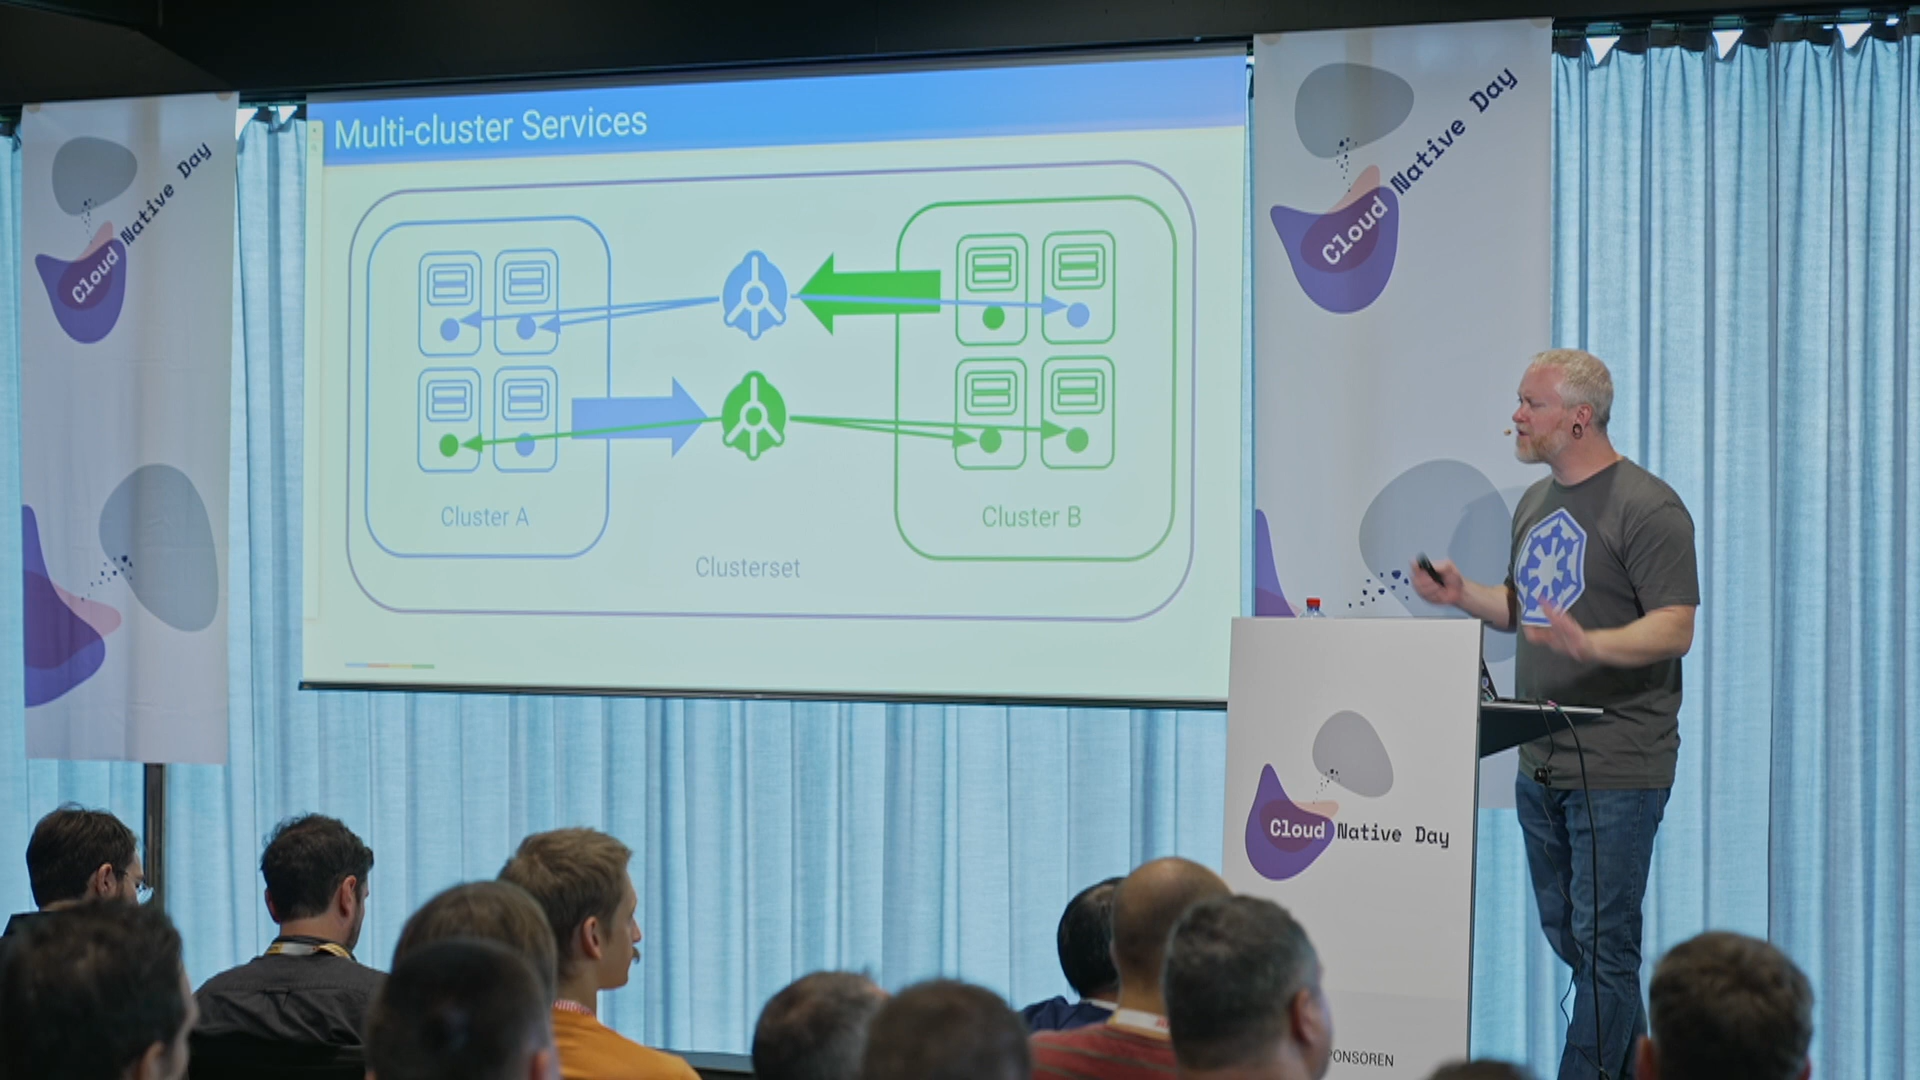 Multi-cluster Services
Cluster A
Cluster B
Clusterset
Cloud Native Day
Cloud Native Day
Cloud Native Day
PONSOREN